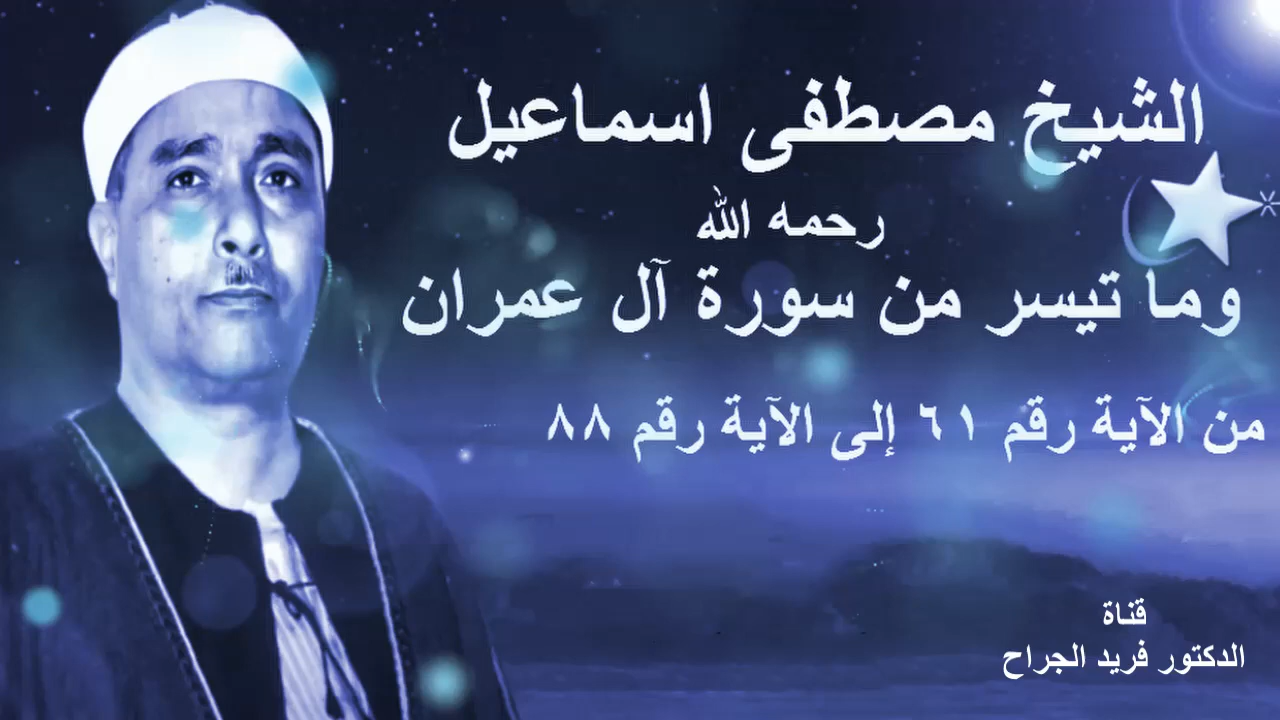 الشيخ مصطفى اسماعيل
رحمه الله
وما تيسر من سورة آل عمران
من الآية رقم ٦١ إلى الآية رقم ٨٨
قناة
الدكتور فريد الجراح